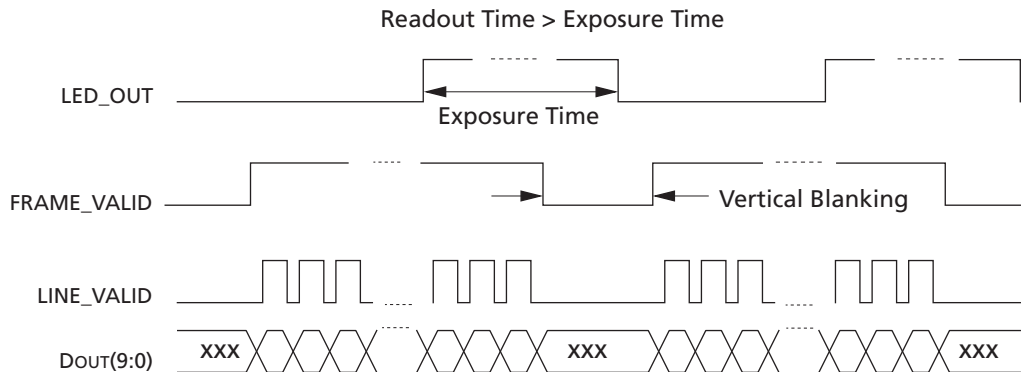 Readout Time > Exposure Time
LED_OUT
Exposure Time
FRAME_VALID
Vertical Blanking
LINE_VALID
DOUT(9:0)
XXX
XXX
XXX